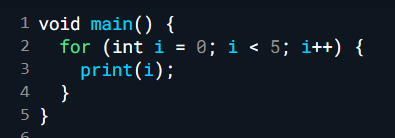 1 void main() {
2   for (int i = 0; i < 5; i++) {
3     print(i);
4   }
5 }
6